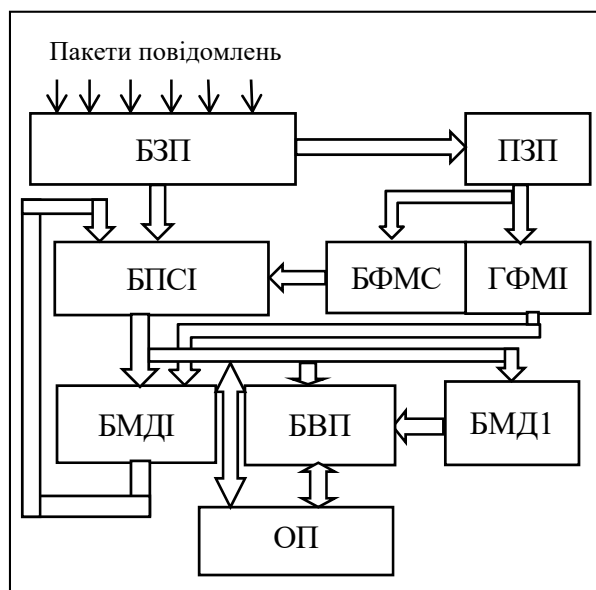 Пакети повідомлень
БЗП
ПЗП
БПСІ
БФМС
ГФМІ
БМДІ
БВП
БМД1
ОП